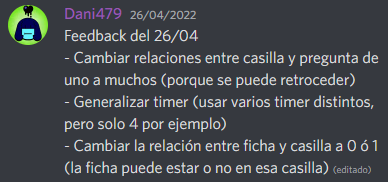 Dani479 26/04/2022
Feedback del 26/04
- Cambiar relaciones entre casilla y pregunta de
uno a muchos (porque se puede retroceder)
- Generalizar timer (usar varios timer distintos,
pero solo 4 por ejemplo)
- Cambiar la relación entre ficha y casilla a 0 ó 1
(la ficha puede estar o no en esa casilla) (editado)